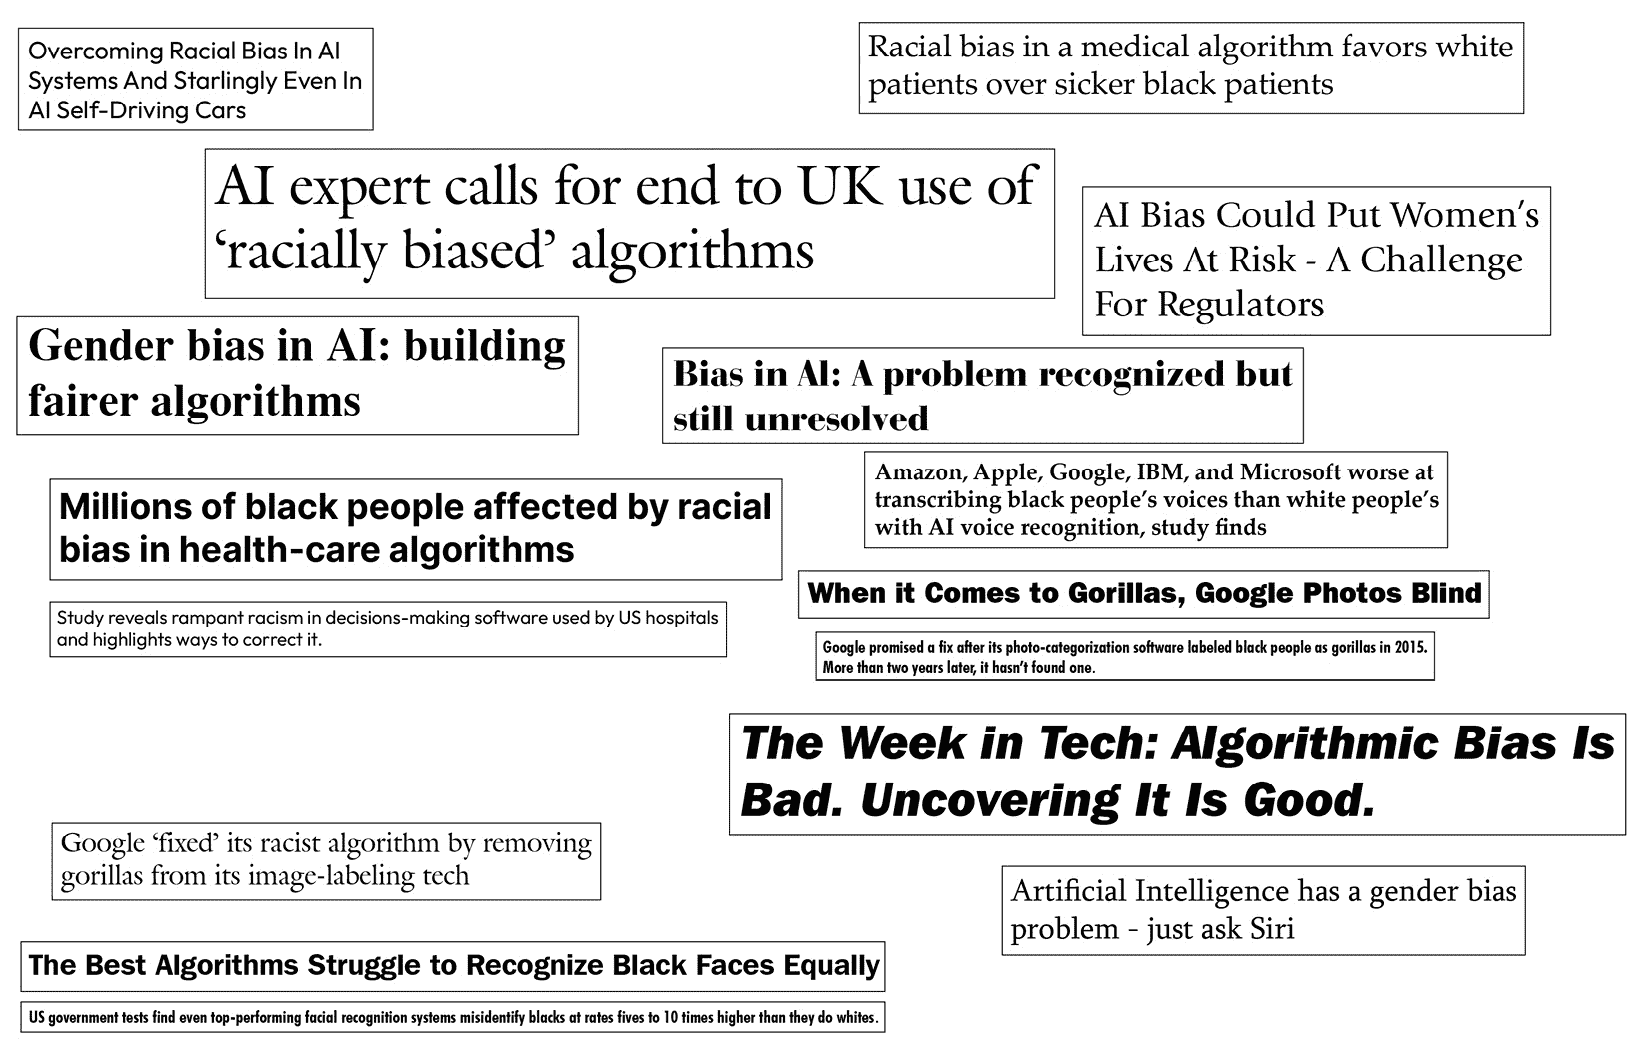 Overcoming Racial Bias In AI
Systems And Starlingly Even In
AI Self-Driving Cars
Racial bias in a medical algorithm favors white
patients over sicker black patients
AI expert calls for end to UK use of
‘racially biased’ algorithms
AI Bias Could Put Women’s
Lives At Risk - A Challenge
For Regulators
Gender bias in AI: building
fairer algorithms
Bias in AI: A problem recognized but
still unresolved
Amazon, Apple, Google, IBM, and Microsoft worse at
transcribing black people’s voices than white people’s
with AI voice recognition, study finds
Millions of black people affected by racial
bias in health-care algorithms
Study reveals rampant racism in decisions-making software used by US hospitals
and highlights ways to correct it.
When it Comes to Gorillas, Google Photos Blind
Google promised a fix after its photo-categorization software labeled black people as gorillas in 2015.
More than two years later, it hasn’t found one.
The Week in Tech: Algorithmic Bias Is
Bad. Uncovering It Is Good.
Google ‘fixed’ its racist algorithm by removing
gorillas from its image-labeling tech
Artificial Intelligence has a gender bias
problem - just ask Siri
The Best Algorithms Struggle to Recognize Black Faces Equally
US government tests find even top-performing facial recognition systems misidentify blacks at rates fives to 10 times higher than they do whites.